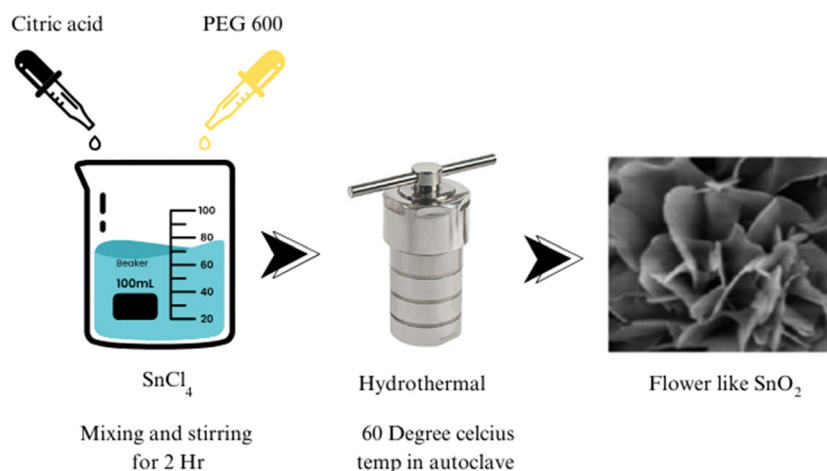 Citric acid
PEG 600
100
80
60
40
20
Beaker
100mL
SnCl₄
Mixing and stirring
for 2 Hr
Hydrothermal
60 Degree celcius
temp in autoclave
Flower like SnO₂